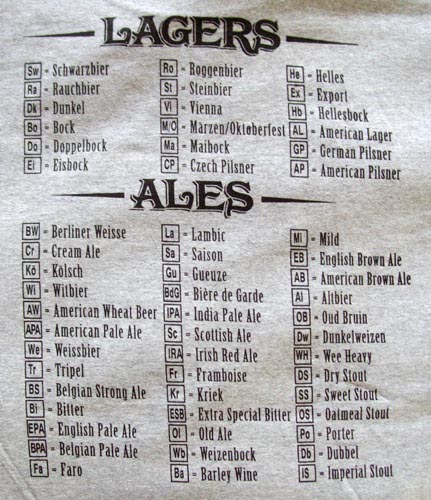 LAGERS
Sw = Schwarzbier
Ra = Rauchbier
Dk = Dunkel
Bo = Bock
Do = Doppelbock
Ei = Eisbock
Ro = Roggenbier
St = Steinbier
Vi = Vienna
M/O = Marzen/Oktoberfest
Ma = Maibock
CP = Czech Pilsner
He = Helles
Ex = Export
Hb = Hellesbock
AL = American Lager
GP = German Pilsner
AP = American Pilsner
ALES
BW = Berliner Weisse
Cr = Cream Ale
Kö = Kölsch
Wi = Witbier
AW = American Wheat Beer
APA = American Pale Ale
We = Weissbier
Tr = Tripel
BS = Belgian Strong Ale
Bi = Bitter
EPA = English Pale Ale
BPA = Belgian Pale Ale
Fa = Faro
La = Lambic
Sa = Saison
Gu = Gueuze
BdG = Bière de Garde
IPA = India Pale Ale
Sc = Scottish Ale
IRA = Irish Red Ale
Fr = Framboise
Kr = Kriek
ESB = Extra Special Bitter
Ol = Old Ale
Wb = Weizenbock
Ba = Barley Wine
Mi = Mild
EB = English Brown Ale
AB = American Brown Ale
Al = Altbier
OB = Oud Bruin
Dw = Dunkelweizen
WH = Wee Heavy
DS = Dry Stout
SS = Sweet Stout
OS = Oatmeal Stout
Po = Porter
Db = Dubbel
IS = Imperial Stout